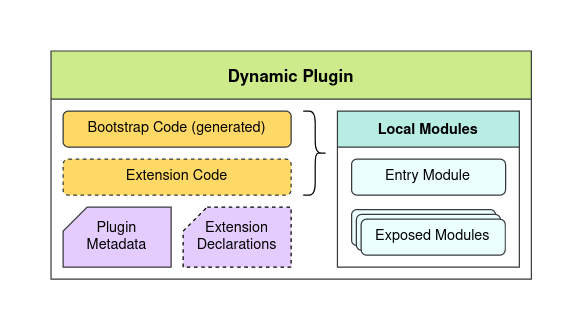 Dynamic Plugin
Bootstrap Code (generated)
Extension Code
Plugin
Metadata
Extension
Declarations
Local Modules
Entry Module
Exposed Modules